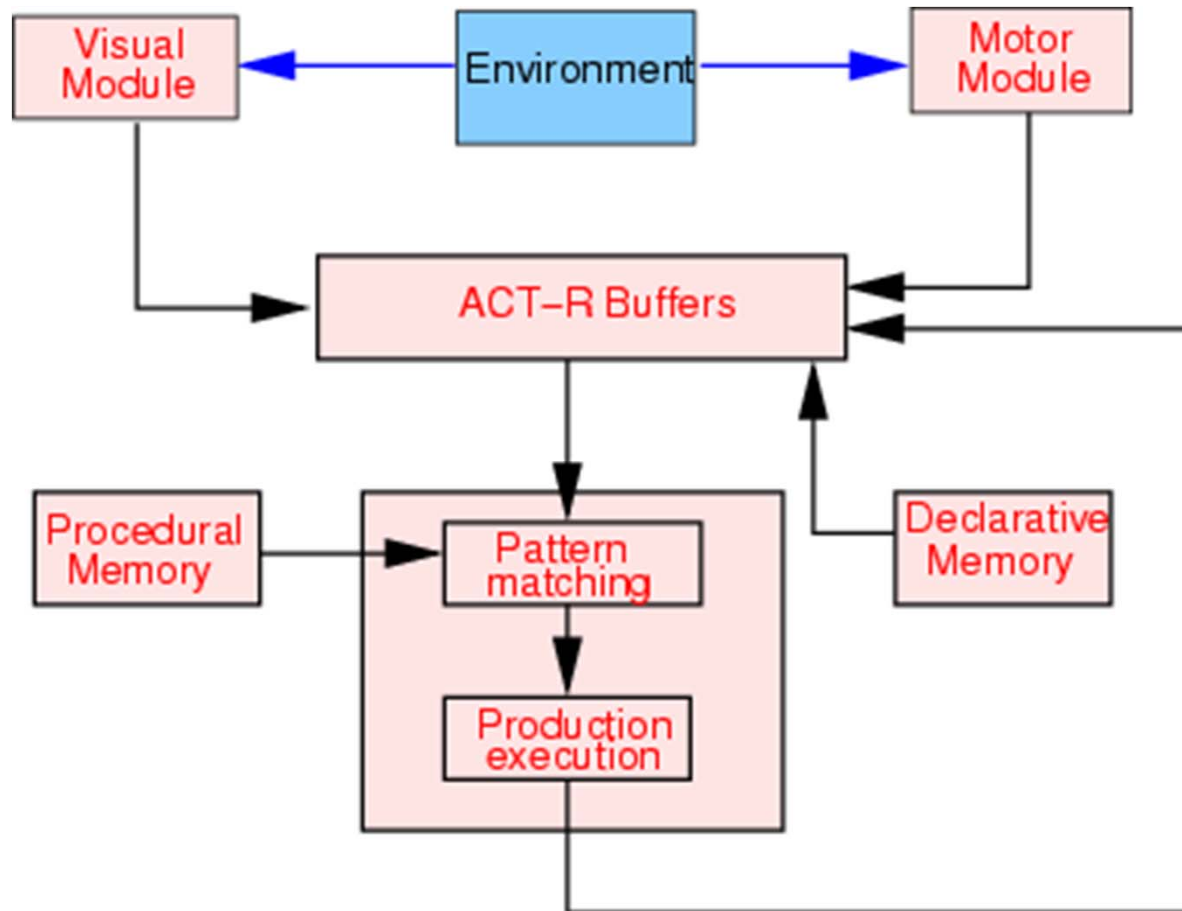 Visual
Module
Environment
Motor
Module
ACT–R Buffers
Procedural
Memory
Pattern
matching
Declarative
Memory
Production
execution